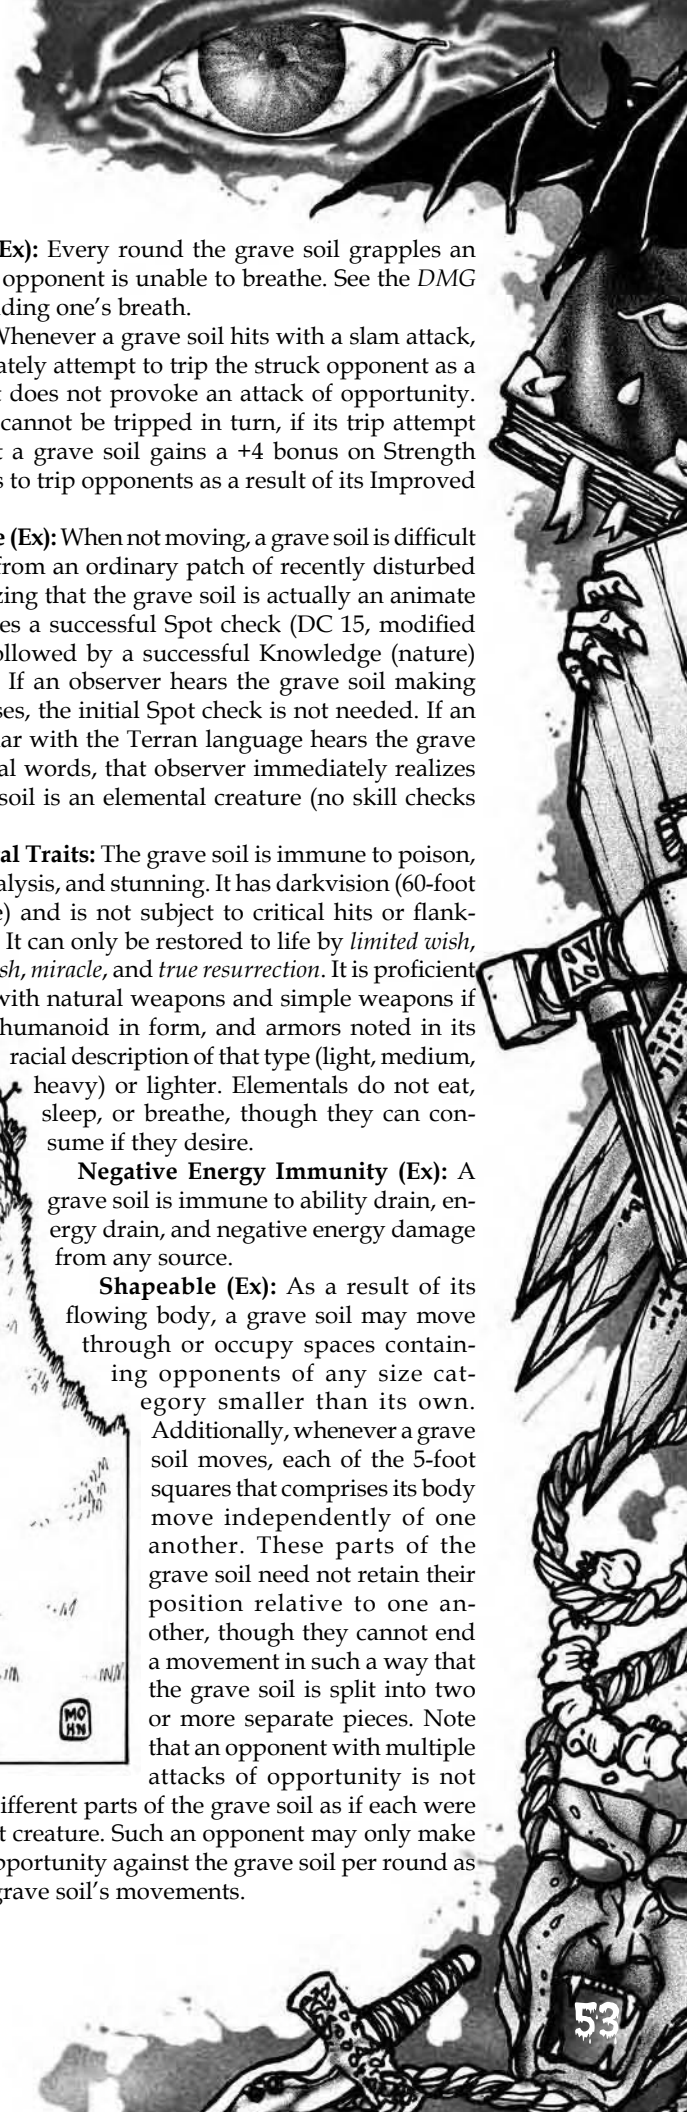 Ex): Every round the grave soil grapples an
opponent is unable to breathe. See the DMG
ding one's breath.
Whenever a grave soil hits with a slam attack,
ately attempt to trip the struck opponent as a
t does not provoke an attack of opportunity.
cannot be tripped in turn, if its trip attempt
t a grave soil gains a +4 bonus on Strength
s to trip opponents as a result of its Improved
e (Ex): When not moving, a grave soil is difficult
from an ordinary patch of recently disturbed
zing that the grave soil is actually an animate
es a successful Spot check (DC 15, modified
ollowed by a successful Knowledge (nature)
If an observer hears the grave soil making
ses, the initial Spot check is not needed. If an
ar with the Terran language hears the grave
al words, that observer immediately realizes
soil is an elemental creature (no skill checks
al Traits: The grave soil is immune to poison,
alysis, and stunning. It has darkvision (60-foot
e) and is not subject to critical hits or flank-
It can only be restored to life by limited wish,
sh, miracle, and true resurrection. It is proficient
with natural weapons and simple weapons if
humanoid in form, and armors noted in its
racial description of that type (light, medium,
heavy) or lighter. Elementals do not eat,
sleep, or breathe, though they can con-
sume if they desire.
Negative Energy Immunity (Ex): A
grave soil is immune to ability drain, en-
ergy drain, and negative energy damage
from any source.
Shapeable (Ex): As a result of its
flowing body, a grave soil may move
through or occupy spaces contain-
ing opponents of any size cat-
egory smaller than its own.
Additionally, whenever a grave
soil moves, each of the 5-foot
squares that comprises its body
move independently of one
another. These parts of the
grave soil need not retain their
position relative to one an-
other, though they cannot end
a movement in such a way that
the grave soil is split into two
or more separate pieces. Note
that an opponent with multiple
attacks of opportunity is not
ifferent parts of the grave soil as if each were
t creature. Such an opponent may only make
pportunity against the grave soil per round as
grave soil's movements.
MO
HN
53